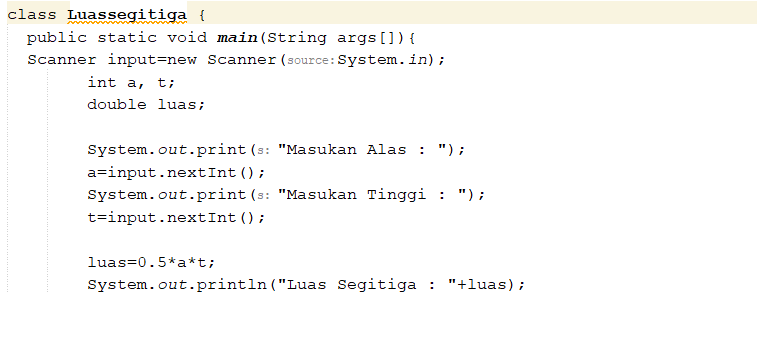 class Luassegitiga {
public static void main(String args[]){
Scanner input=new Scanner(source:System.in);
int a, t;
double luas;
System.out.print(s: "Masukan Alas : ");
a=input.nextInt();
System.out.print(s: "Masukan Tinggi : ");
t=input.nextInt();
luas=0.5*a*t;
System.out.println("Luas Segitiga : "+luas);